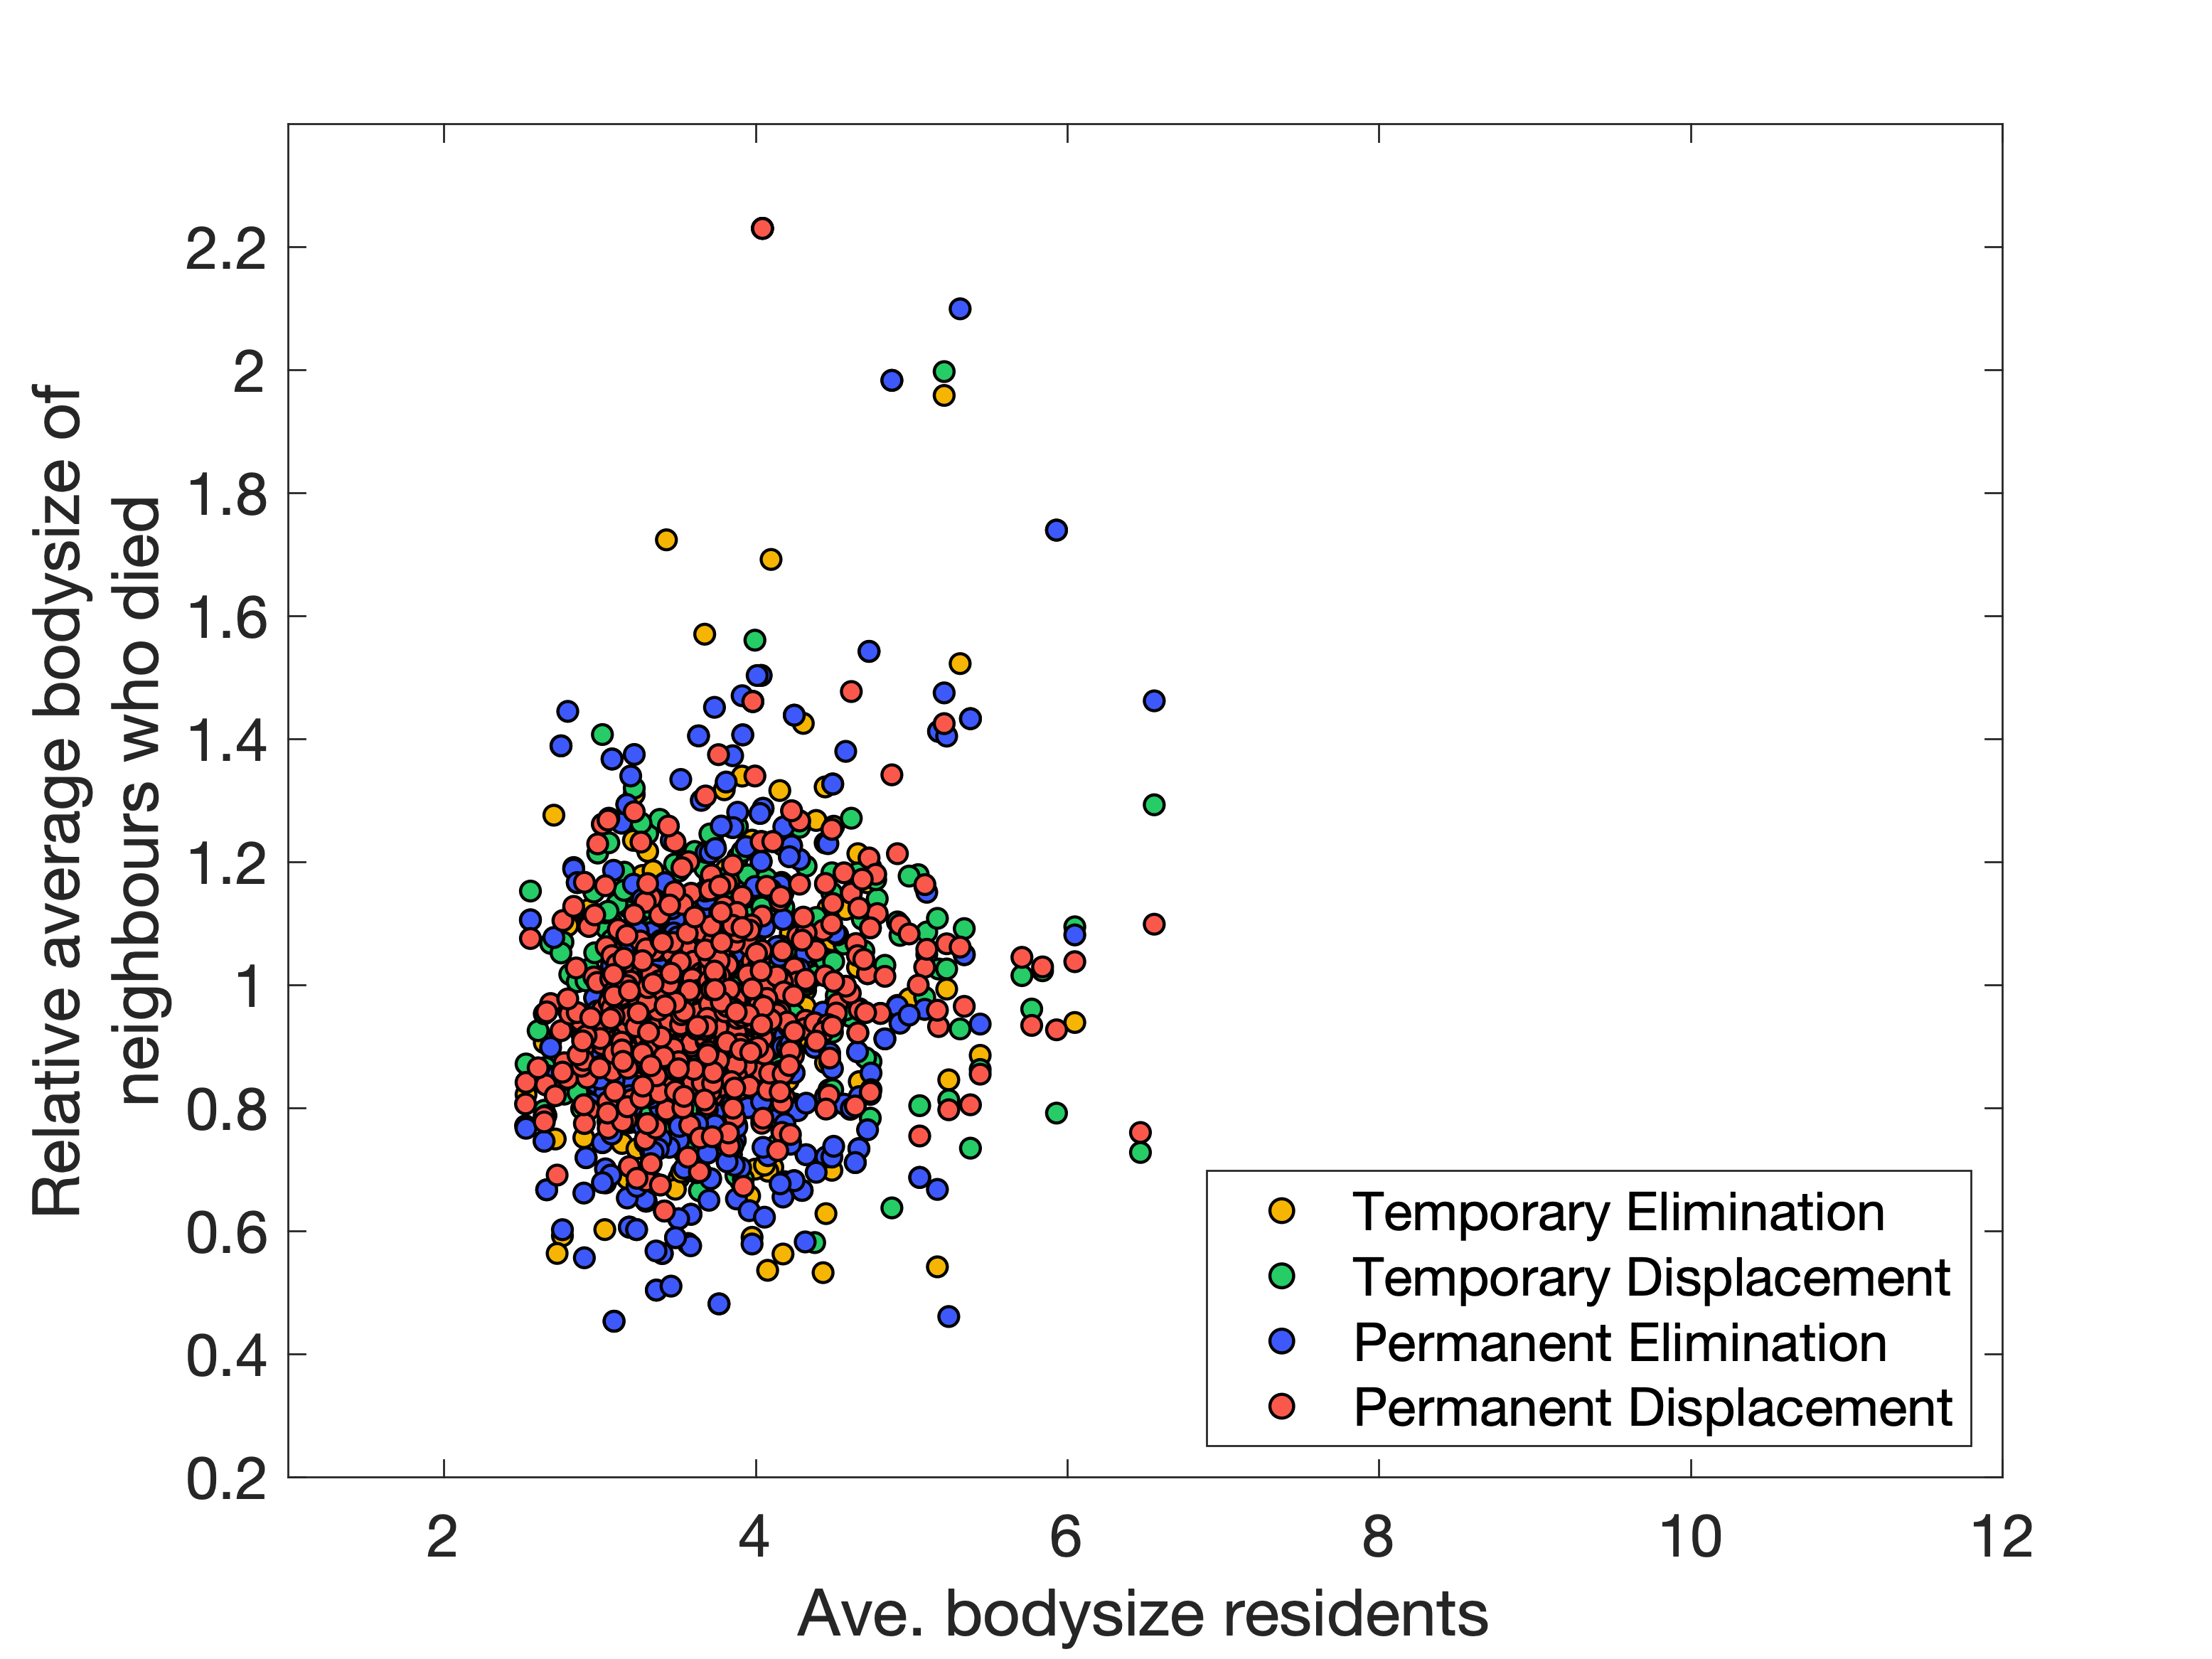 Relative average bodysize of
neighbours who died
2.2
2
1.8
1.6
1.4
1.2
1
0.8
0.6
0.4
0.2
2
4
6
8
10
12
Ave. bodysize residents
Temporary Elimination
Temporary Displacement
Permanent Elimination
Permanent Displacement